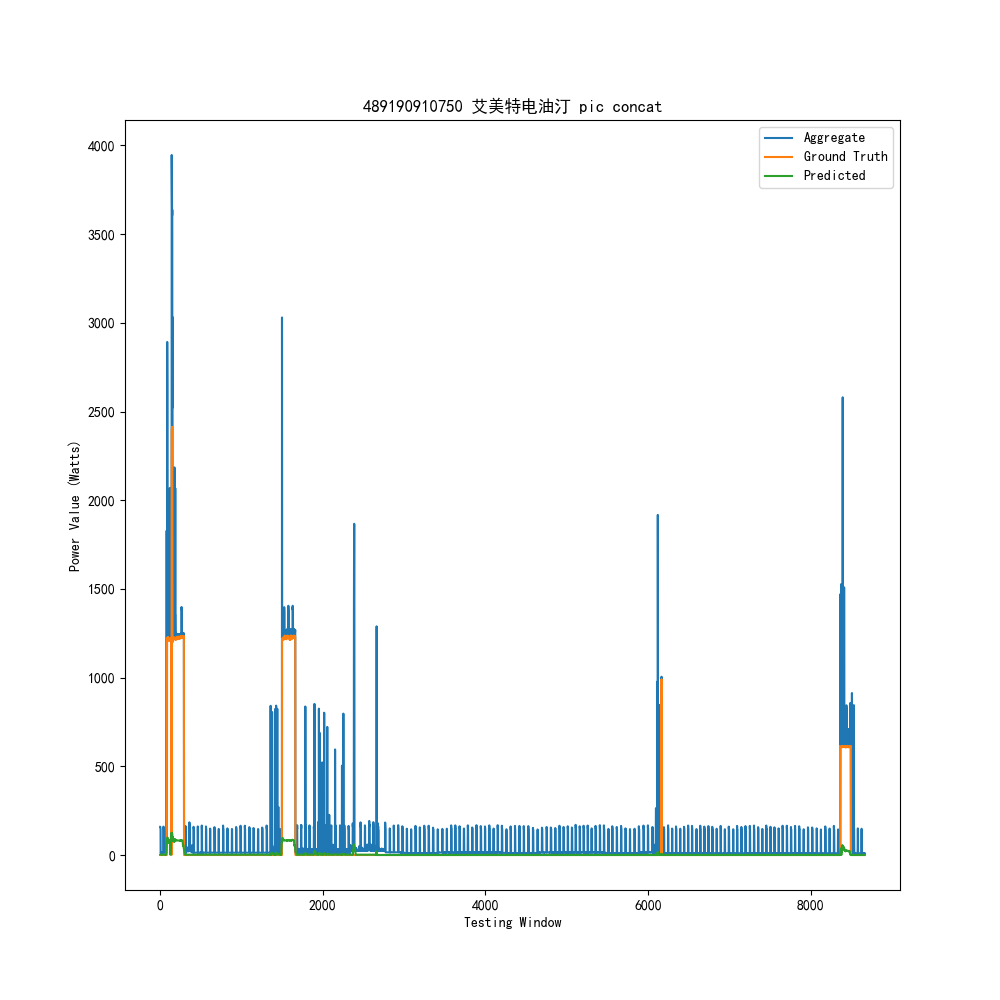 489190910750 艾美特电油汀 pic concat
Aggregate
Ground Truth
Predicted
Power Value (Watts)
4000
3500
3000
2500
2000
1500
1000
500
0
0 2000 4000 6000 8000
Testing Window